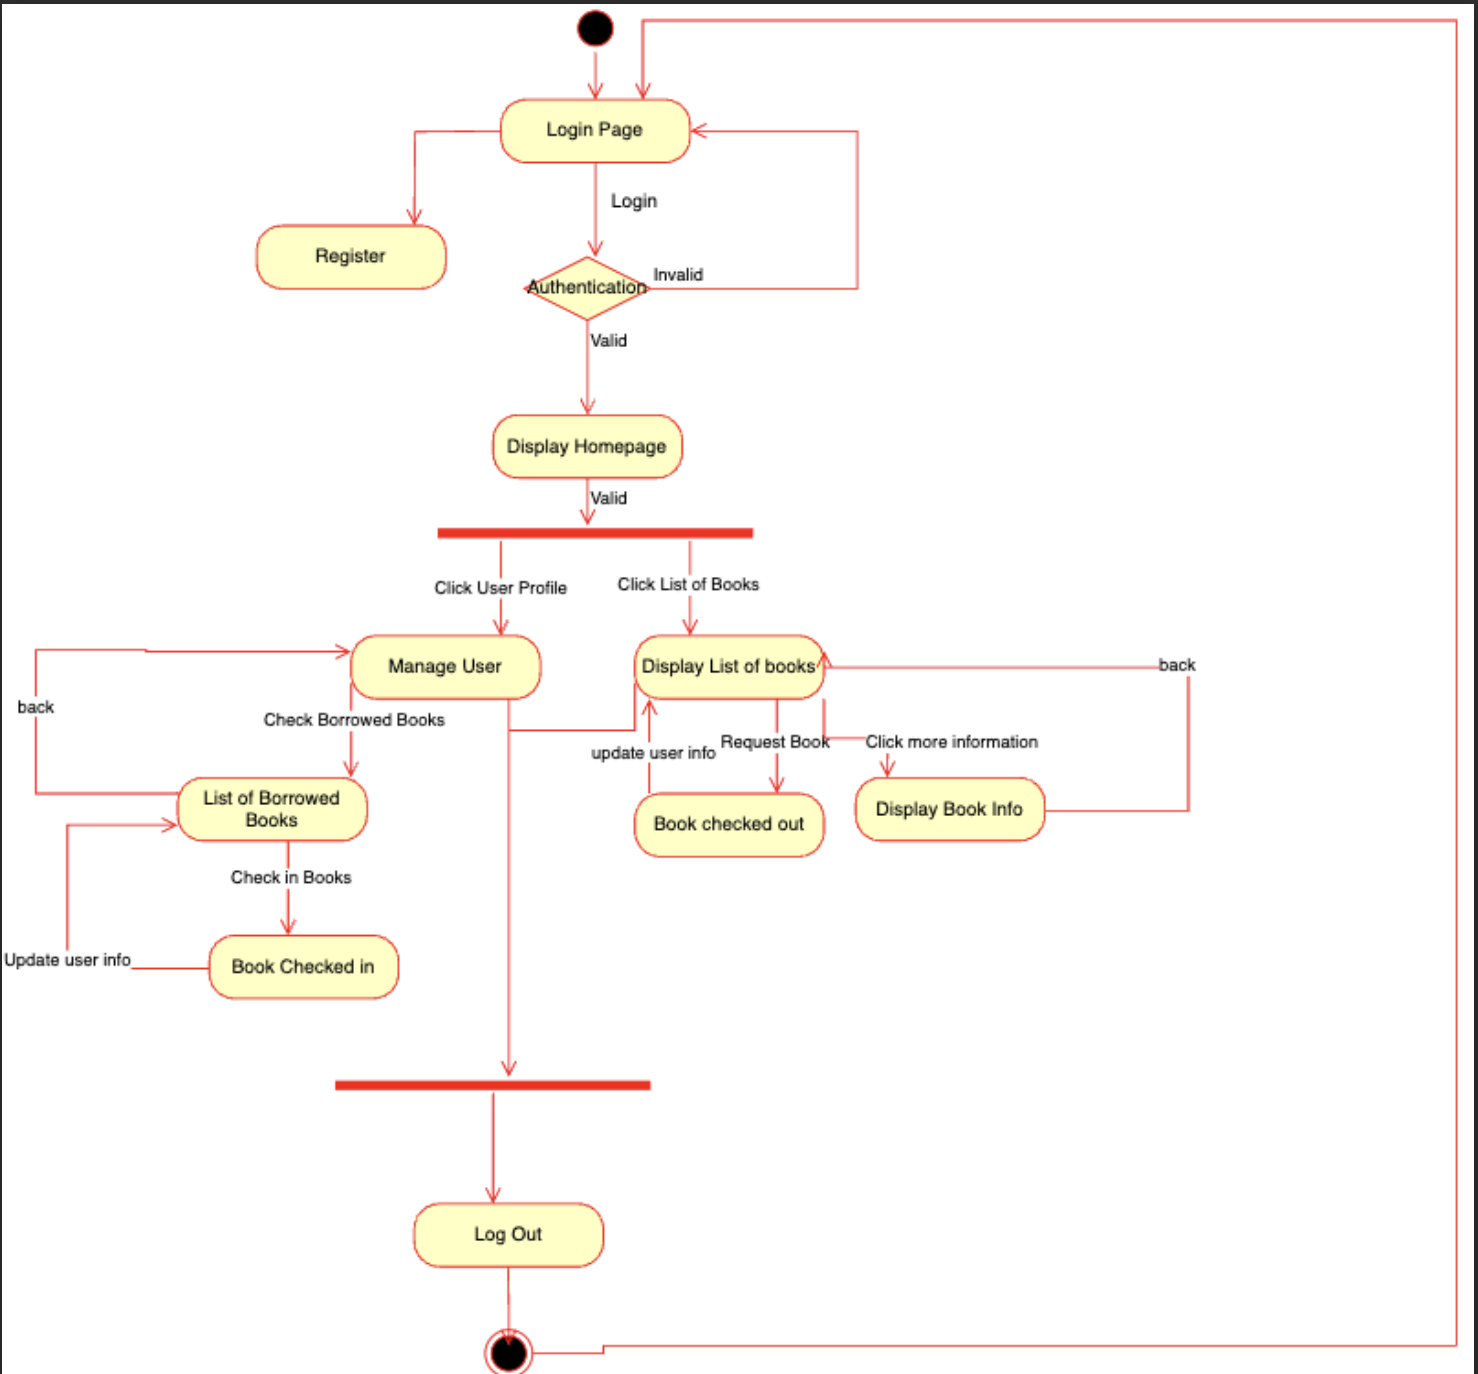 Login Page
Login
Register
Authentication
Invalid
Valid
Display Homepage
Valid
Click User Profile
Click List of Books
Manage User
Display List of books
back
back
Check Borrowed Books
update user info
Request Book
Click more information
List of Borrowed
Books
Book checked out
Display Book Info
Check in Books
Update user info
Book Checked in
Log Out